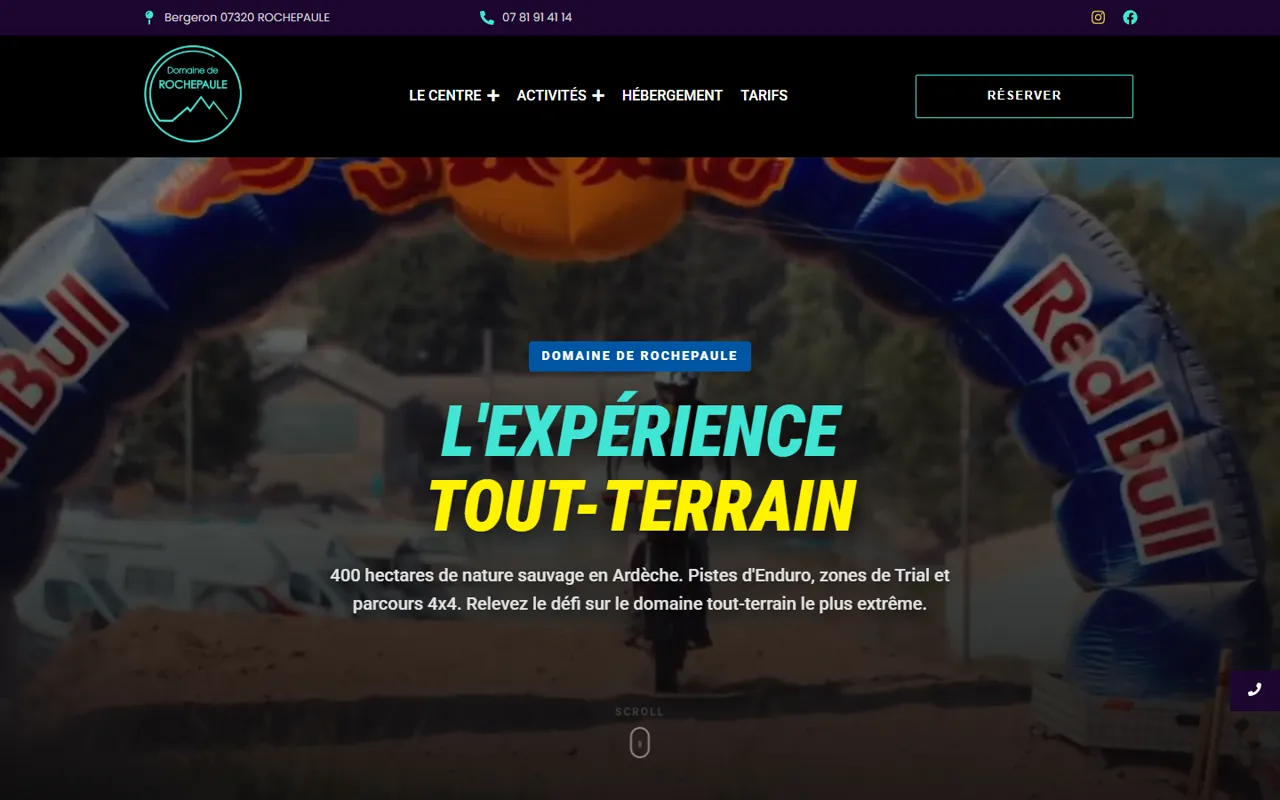 Bergeron 07320 ROCHEPAULE
07 81 91 41 14
Domaine de
ROCHEPAULE
LE CENTRE
ACTIVITÉS
HÉBERGEMENT
TARIFS
RÉSERVER
Bull
Red Bull
DOMAINE DE ROCHEPAULE
L'EXPÉRIENCE
TOUT-TERRAIN
400 hectares de nature sauvage en Ardèche. Pistes d'Enduro, zones de Trial et
parcours 4x4. Relevez le défi sur le domaine tout-terrain le plus extrême.
SCROLL